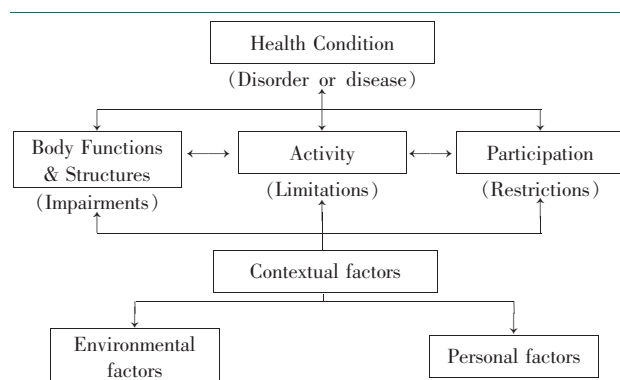 Health Condition
(Disorder or disease)
Body Functions
& Structures
(Impairments)
Activity
(Limitations)
Participation
(Restrictions)
Contextual factors
Environmental
factors
Personal factors